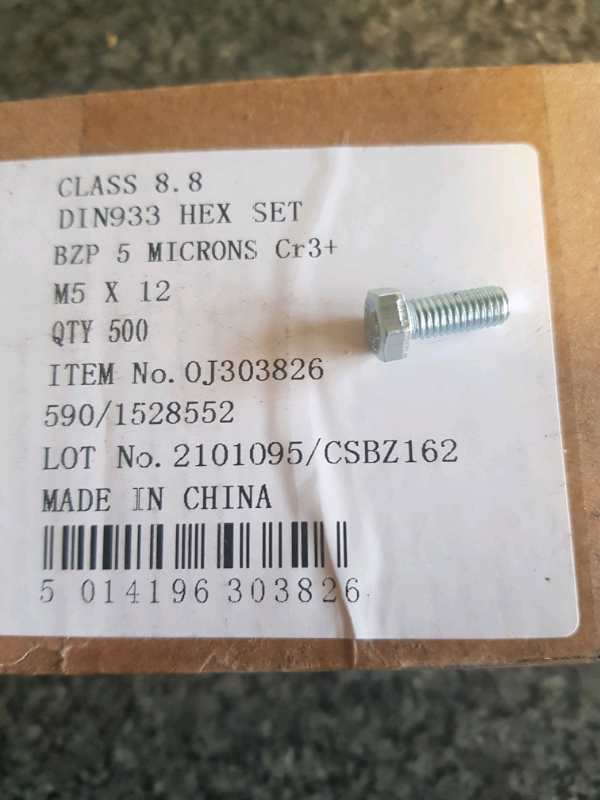 CLASS 8.8
DIN933 HEX SET
BZP 5 MICRONS Cr3+
M5 X 12
QTY 500
ITEM No. OJ303826
590/1528552
LOT No. 2101095/CSBZ162
MADE IN CHINA
5 014196 303826